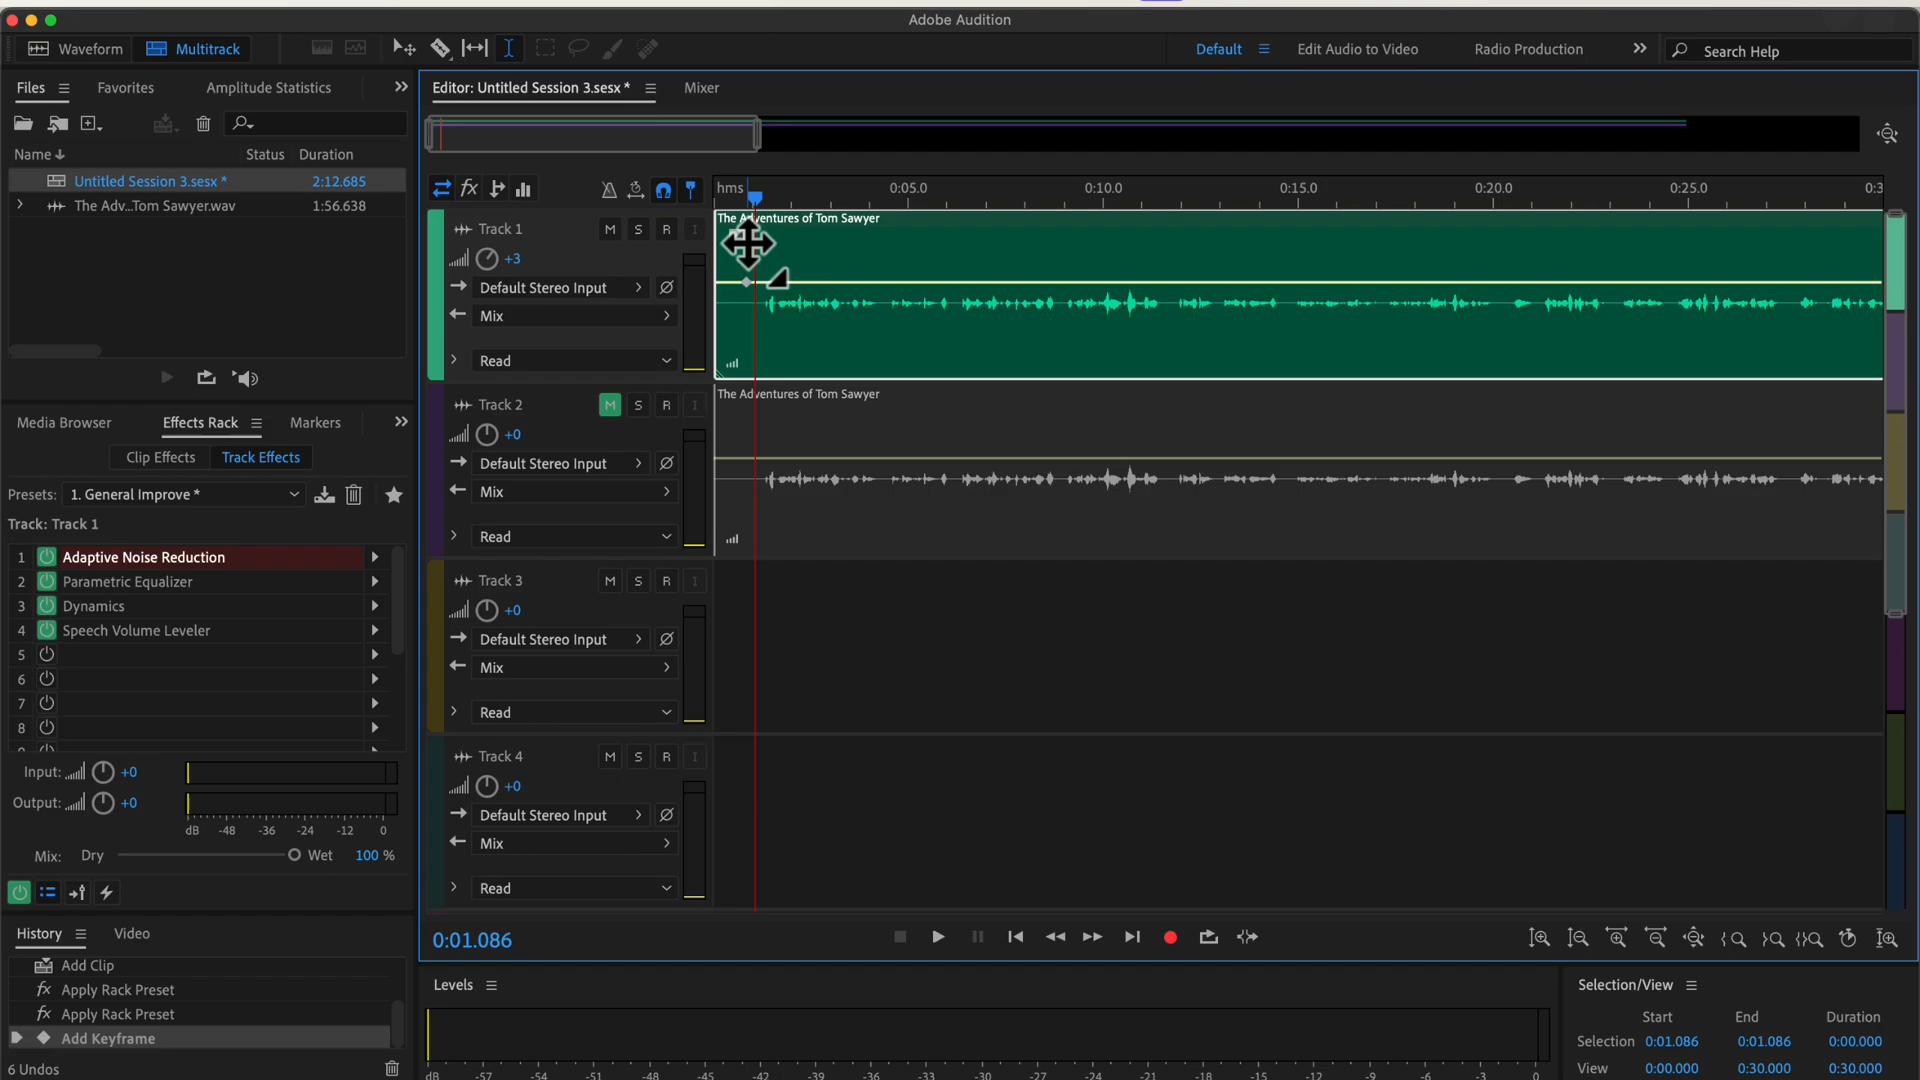 Adobe Audition
Waveform Multitrack Default Edit Audio to Video Radio Production Search Help
Files Favorites Amplitude Statistics
Name Status Duration
Untitled Session 3.sesx * 2:12.685
The Adv...Tom Sawyer.wav 1:56.638
Media Browser Effects Rack Markers
Clip Effects Track Effects
Presets: 1. General Improve *
Track: Track 1
1 Adaptive Noise Reduction
2 Parametric Equalizer
3 Dynamics
4 Speech Volume Leveler
5
6
7
8
Input: +0
Output: +0
dB -48 -36 -24 -12 0
Mix: Dry Wet 100 %
History Video
Add Clip
fx Apply Rack Preset
fx Apply Rack Preset
Add Keyframe
6 Undos
Editor: Untitled Session 3.sesx * Mixer
fx hms 0:05.0 0:10.0 0:15.0 0:20.0 0:25.0 0:3
Track 1 M S R I
+3
Default Stereo Input
Mix
Read
The Adventures of Tom Sawyer
Track 2 M S R I
+0
Default Stereo Input
Mix
Read
The Adventures of Tom Sawyer
Track 3 M S R I
+0
Default Stereo Input
Mix
Read
Track 4 M S R I
+0
Default Stereo Input
Mix
Read
0:01.086
Levels
dB -57 -54 -51 -48 -45 -42 -39 -36 -33 -30 -27 -24 -21 -18 -15 -12 -9 -6 -3 0
Selection/View
Start End Duration
Selection 0:01.086 0:01.086 0:00.000
View 0:00.000 0:30.000 0:30.000